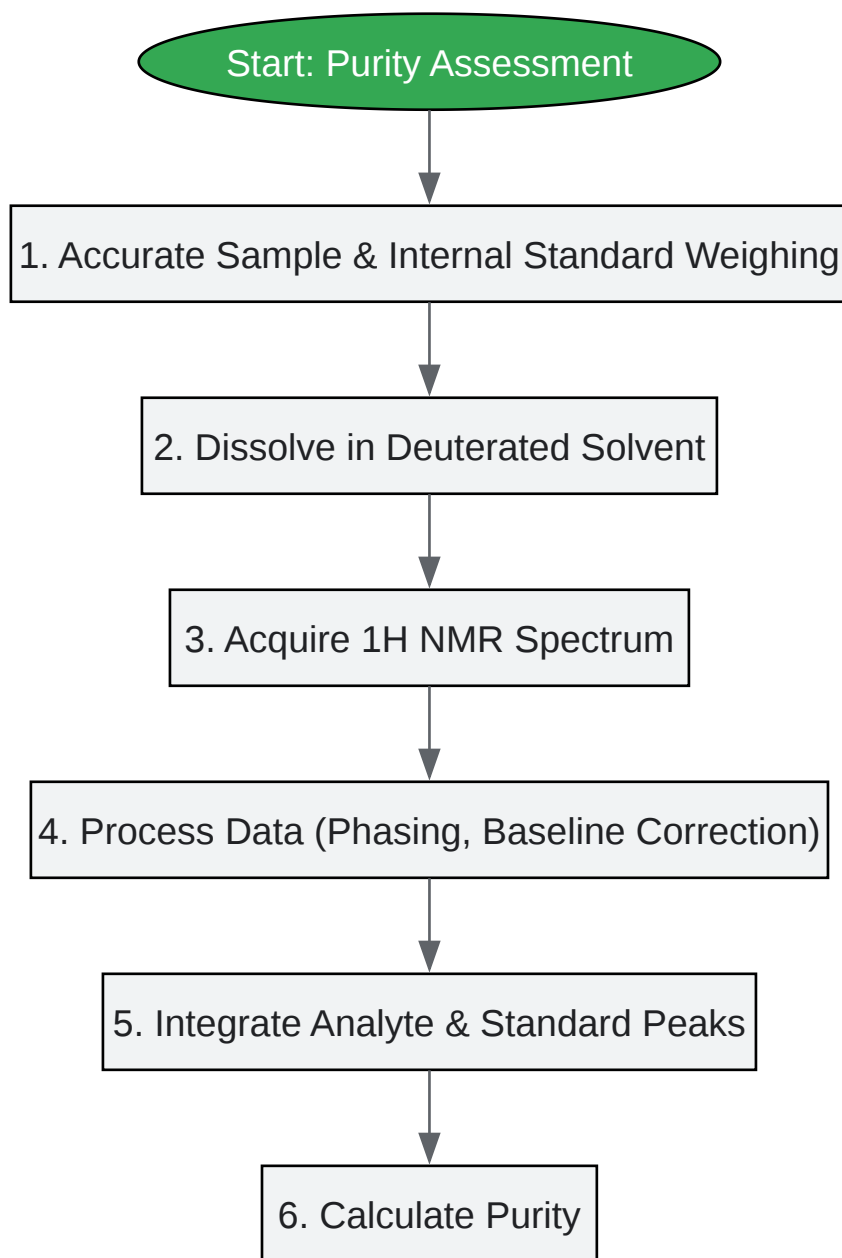 Start: Purity Assessment
1. Accurate Sample & Internal Standard Weighing
2. Dissolve in Deuterated Solvent
3. Acquire 1H NMR Spectrum
4. Process Data (Phasing, Baseline Correction)
5. Integrate Analyte & Standard Peaks
6. Calculate Purity